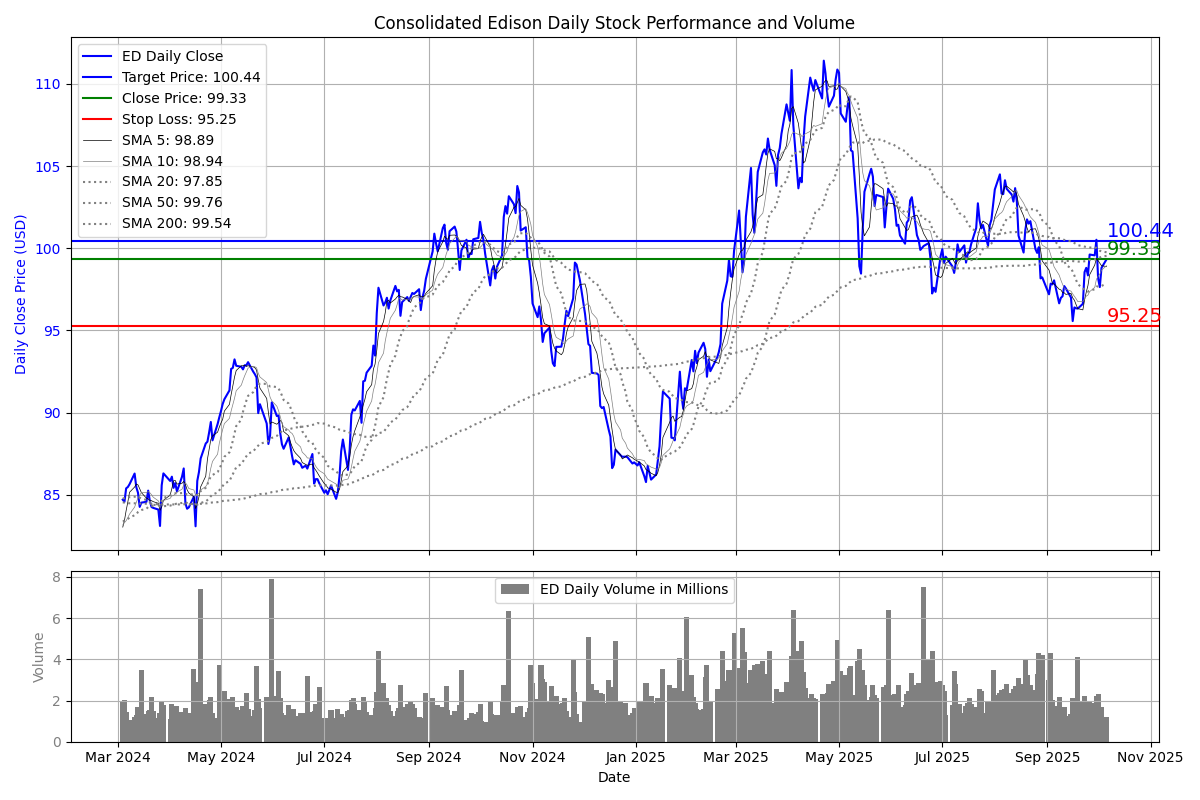 Consolidated Edison Daily Stock Performance and Volume
ED Daily Close
Target Price: 100.44
Close Price: 99.33
Stop Loss: 95.25
SMA 5: 98.89
SMA 10: 98.94
SMA 20: 97.85
SMA 50: 99.76
SMA 200: 99.54
Daily Close Price (USD)
110
105
100
95
90
85
100.44
99.33
95.25
ED Daily Volume in Millions
Volume
8
6
4
2
0
Mar 2024
May 2024
Jul 2024
Sep 2024
Nov 2024
Jan 2025
Mar 2025
May 2025
Jul 2025
Sep 2025
Nov 2025
Date